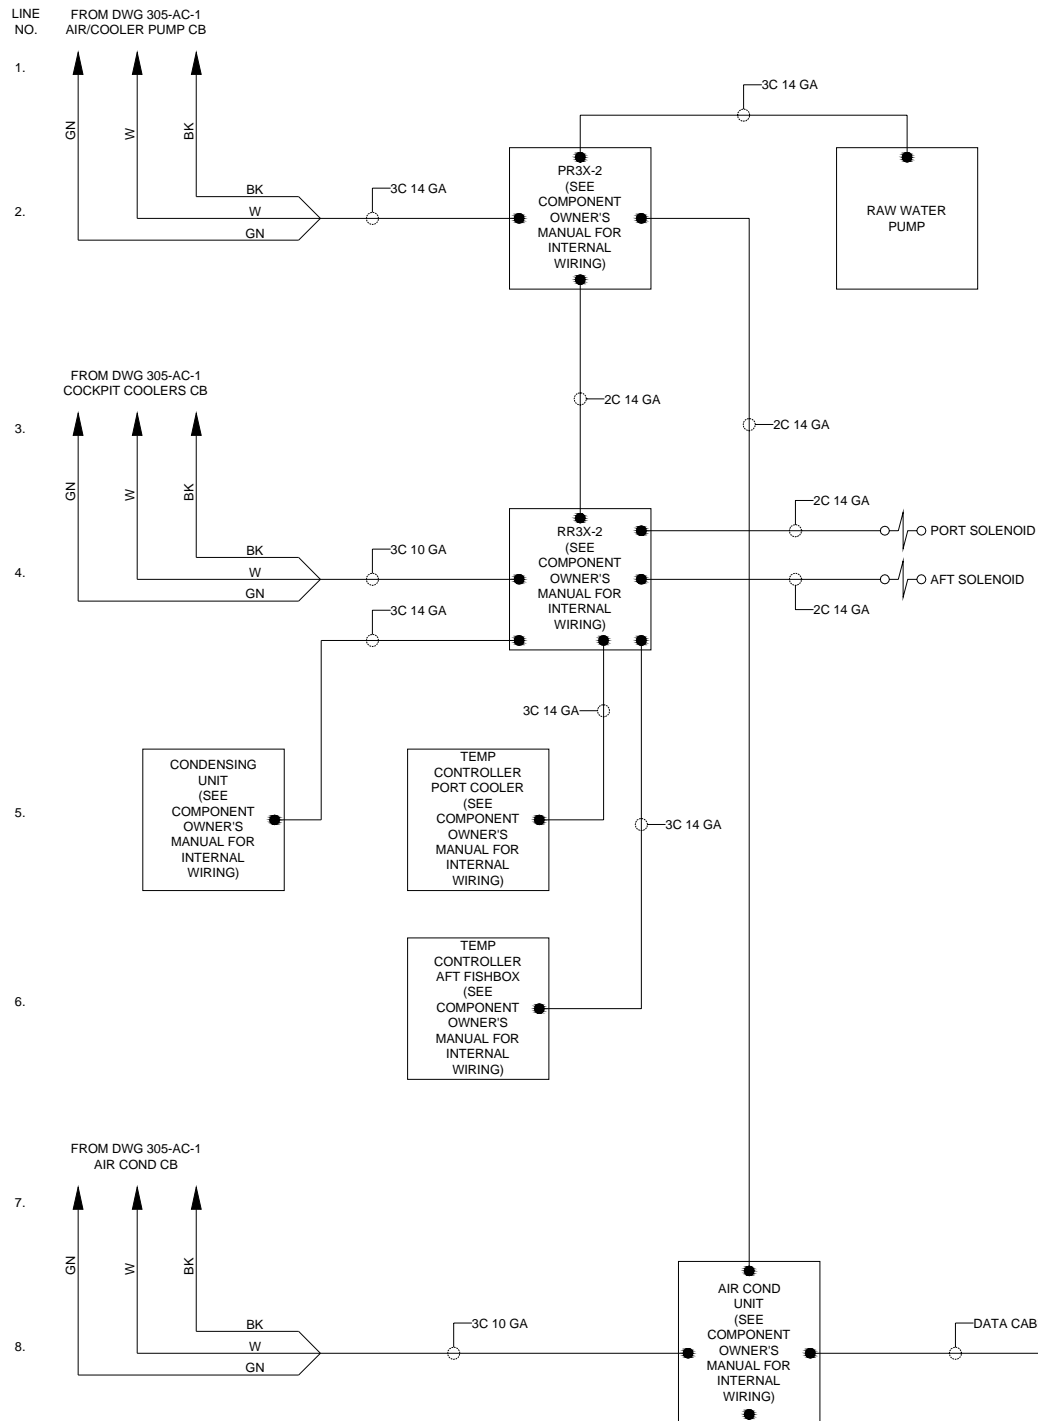 LINE
NO.
FROM DWG 305-AC-1
AIR/COOLER PUMP CB
1.
GN
W
BK
3C 14 GA
BK
W
GN
3C 14 GA
2.
PR3X-2
(SEE
COMPONENT
OWNER'S
MANUAL FOR
INTERNAL
WIRING)
RAW WATER
PUMP
FROM DWG 305-AC-1
COCKPIT COOLERS CB
2C 14 GA
2C 14 GA
3.
GN
W
BK
BK
W
GN
3C 10 GA
4.
RR3X-2
(SEE
COMPONENT
OWNER'S
MANUAL FOR
INTERNAL
WIRING)
2C 14 GA
PORT SOLENOID
AFT SOLENOID
2C 14 GA
3C 14 GA
3C 14 GA
5.
CONDENSING
UNIT
(SEE
COMPONENT
OWNER'S
MANUAL FOR
INTERNAL
WIRING)
TEMP
CONTROLLER
PORT COOLER
(SEE
COMPONENT
OWNER'S
MANUAL FOR
INTERNAL
WIRING)
3C 14 GA
6.
TEMP
CONTROLLER
AFT FISHBOX
(SEE
COMPONENT
OWNER'S
MANUAL FOR
INTERNAL
WIRING)
FROM DWG 305-AC-1
AIR COND CB
7.
GN
W
BK
BK
W
GN
3C 10 GA
8.
AIR COND
UNIT
(SEE
COMPONENT
OWNER'S
MANUAL FOR
INTERNAL
WIRING)
DATA CAB